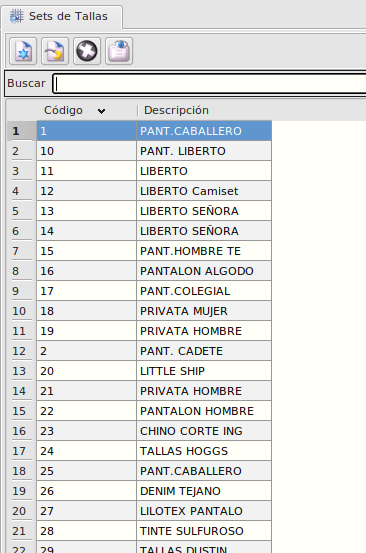 Sets de Tallas
Buscar
Código Descripción
1 1 PANT.CABALLERO
2 10 PANT. LIBERTO
3 11 LIBERTO
4 12 LIBERTO Camiset
5 13 LIBERTO SEÑORA
6 14 LIBERTO SEÑORA
7 15 PANT.HOMBRE TE
8 16 PANTALON ALGODO
9 17 PANT.COLEGIAL
10 18 PRIVATA MUJER
11 19 PRIVATA HOMBRE
12 2 PANT. CADETE
13 20 LITTLE SHIP
14 21 PRIVATA HOMBRE
15 22 PANTALON HOMBRE
16 23 CHINO CORTE ING
17 24 TALLAS HOGGS
18 25 PANT.CABALLERO
19 26 DENIM TEJANO
20 27 LILOTEX PANTALO
21 28 TINTE SULFUROSO
22 29 TALLAS DUSTIN